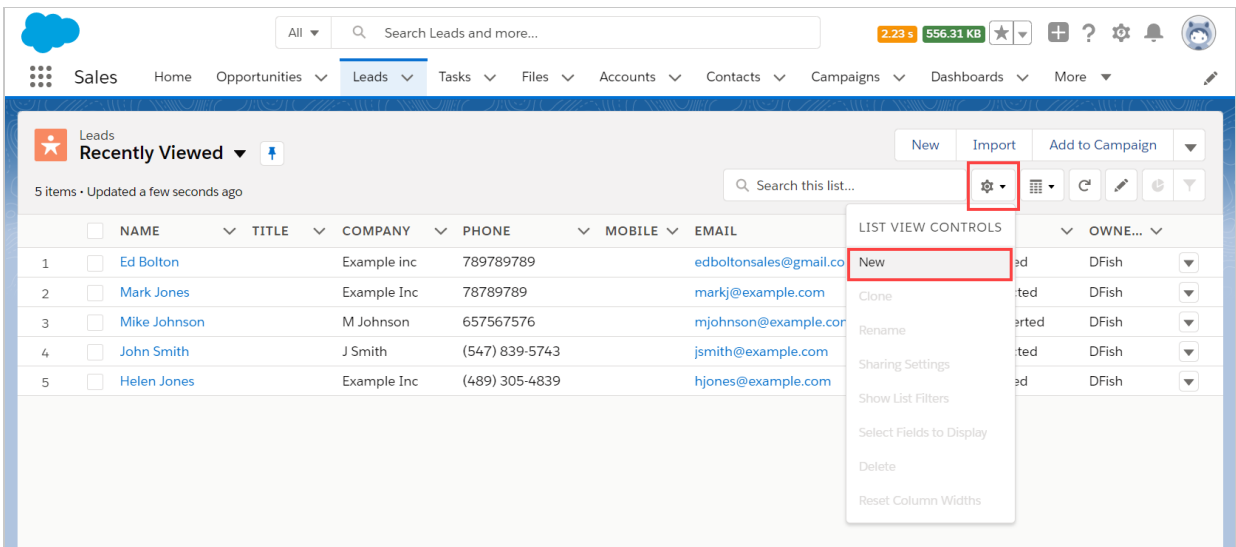 All Search Leads and more... 2.23 s 556.31 KB
Sales Home Opportunities Leads Tasks Files Accounts Contacts Campaigns Dashboards More
Leads
Recently Viewed
New Import Add to Campaign
5 items • Updated a few seconds ago
Search this list...
NAME TITLE COMPANY PHONE MOBILE EMAIL OWNE...
1 Ed Bolton Example inc 789789789 edboltonsales@gmail.co ed DFish
2 Mark Jones Example Inc 78789789 markj@example.com cted DFish
3 Mike Johnson M Johnson 657567576 mjohnson@example.com erted DFish
4 John Smith J Smith (547) 839-5743 jsmith@example.com cted DFish
5 Helen Jones Example Inc (489) 305-4839 hjones@example.com ed DFish
LIST VIEW CONTROLS
New
Clone
Rename
Sharing Settings
Show List Filters
Select Fields to Display
Delete
Reset Column Widths